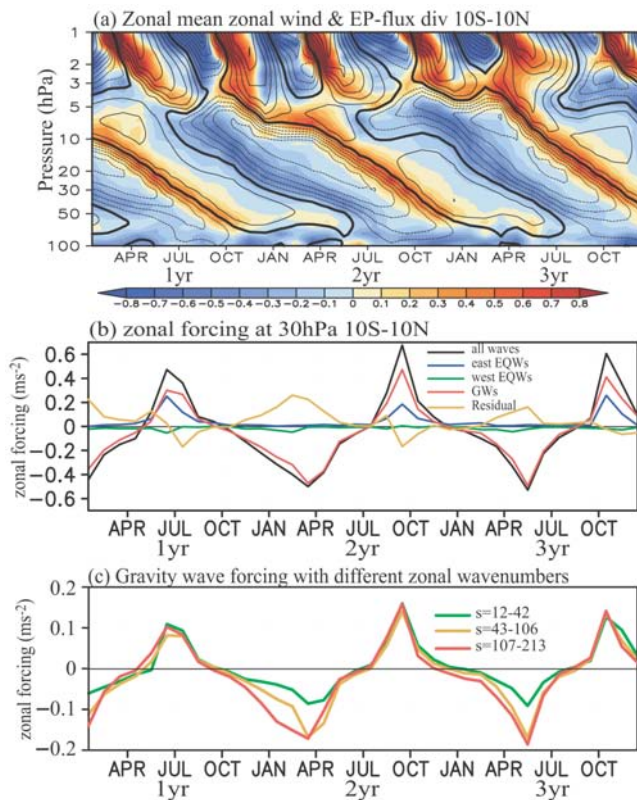 (a) Zonal mean zonal wind & EP-flux div 10S-10N
Pressure (hPa)
1
2
3
5
10
20
30
50
100
APR JUL OCT JAN APR JUL OCT JAN APR JUL OCT
1yr 2yr 3yr
-0.8 -0.7 -0.6 -0.5 -0.4 -0.3 -0.2 -0.1 0 0.1 0.2 0.3 0.4 0.5 0.6 0.7 0.8
(b) zonal forcing at 30hPa 10S-10N
zonal forcing (ms⁻²)
0.6
0.4
0.2
0
-0.2
-0.4
-0.6
all waves
east EQWs
west EQWs
GWs
Residual
APR JUL OCT JAN APR JUL OCT JAN APR JUL OCT
1yr 2yr 3yr
(c) Gravity wave forcing with different zonal wavenumbers
zonal forcing (ms⁻²)
0.2
0.1
0
-0.1
-0.2
s=12-42
s=43-106
s=107-213
APR JUL OCT JAN APR JUL OCT JAN APR JUL OCT
1yr 2yr 3yr